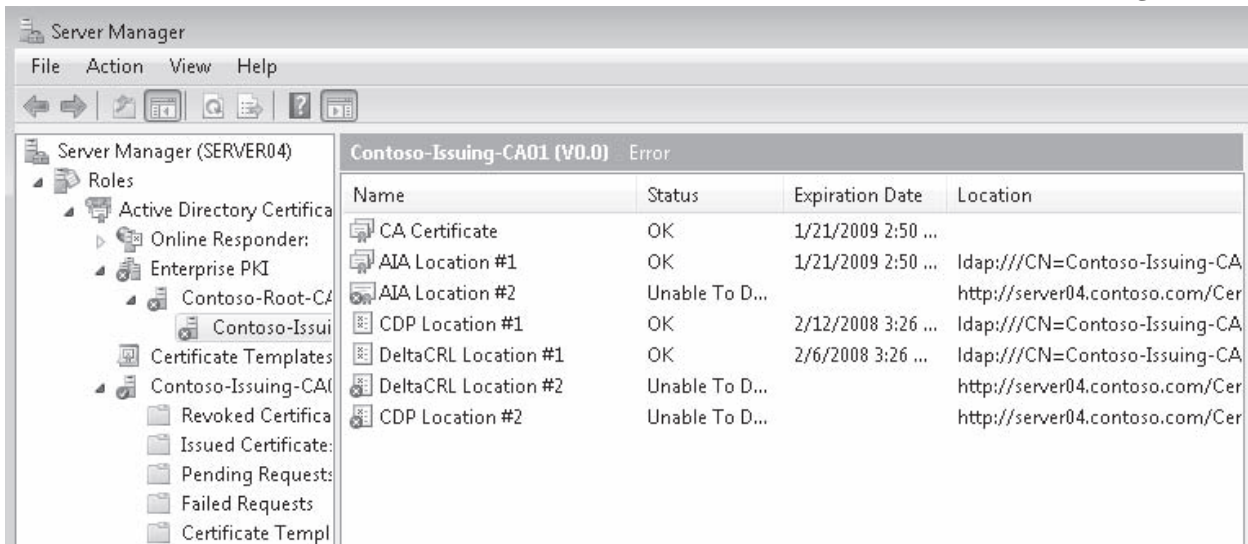 Server Manager
File Action View Help
Server Manager (SERVER04)
Roles
Active Directory Certifica
Online Responder:
Enterprise PKI
Contoso-Root-CA
Contoso-Issui
Certificate Templates
Contoso-Issuing-CA0
Revoked Certifica
Issued Certificate:
Pending Requests
Failed Requests
Certificate Templ
Contoso-Issuing-CA01 (V0.0) Error
Name Status Expiration Date Location
CA Certificate OK 1/21/2009 2:50 ...
AIA Location #1 OK 1/21/2009 2:50 ... ldap:///CN=Contoso-Issuing-CA
AIA Location #2 Unable To D... http://server04.contoso.com/Cer
CDP Location #1 OK 2/12/2008 3:26 ... ldap:///CN=Contoso-Issuing-CA
DeltaCRL Location #1 OK 2/6/2008 3:26 ... ldap:///CN=Contoso-Issuing-CA
DeltaCRL Location #2 Unable To D... http://server04.contoso.com/Cer
CDP Location #2 Unable To D... http://server04.contoso.com/Cer